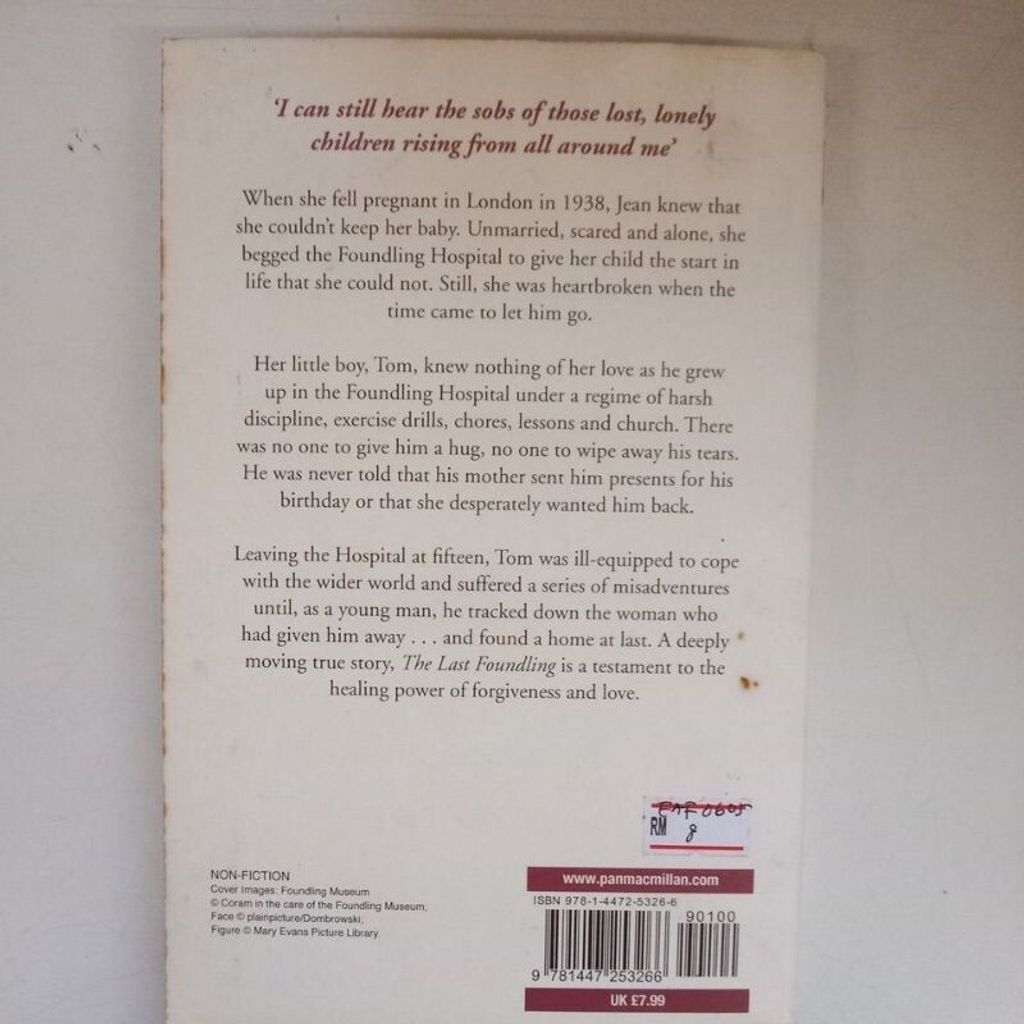 ‘I can still hear the sobs of those lost, lonely
children rising from all around me’
When she fell pregnant in London in 1938, Jean knew that
she couldn’t keep her baby. Unmarried, scared and alone, she
begged the Foundling Hospital to give her child the start in
life that she could not. Still, she was heartbroken when the
time came to let him go.
Her little boy, Tom, knew nothing of her love as he grew
up in the Foundling Hospital under a regime of harsh
discipline, exercise drills, chores, lessons and church. There
was no one to give him a hug, no one to wipe away his tears.
He was never told that his mother sent him presents for his
birthday or that she desperately wanted him back.
Leaving the Hospital at fifteen, Tom was ill-equipped to cope
with the wider world and suffered a series of misadventures
until, as a young man, he tracked down the woman who
had given him away . . . and found a home at last. A deeply
moving true story, The Last Foundling is a testament to the
healing power of forgiveness and love.
RM 8
NON-FICTION
Cover Images: Foundling Museum
© Coram in the care of the Foundling Museum;
Face © plainpicture/Dombrowski;
Figure © Mary Evans Picture Library
www.panmacmillan.com
ISBN 978-1-4472-5326-6
90100
9 781447 253266
UK £7.99